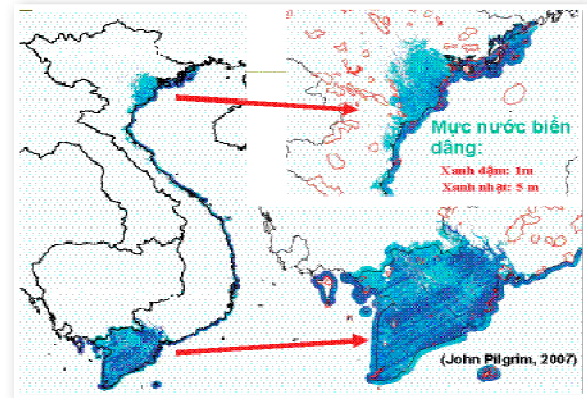 Mực nước biển
dâng:
Xanh đậm: 1m
Xanh nhạt: 5 m
(John Pilgrim, 2007)